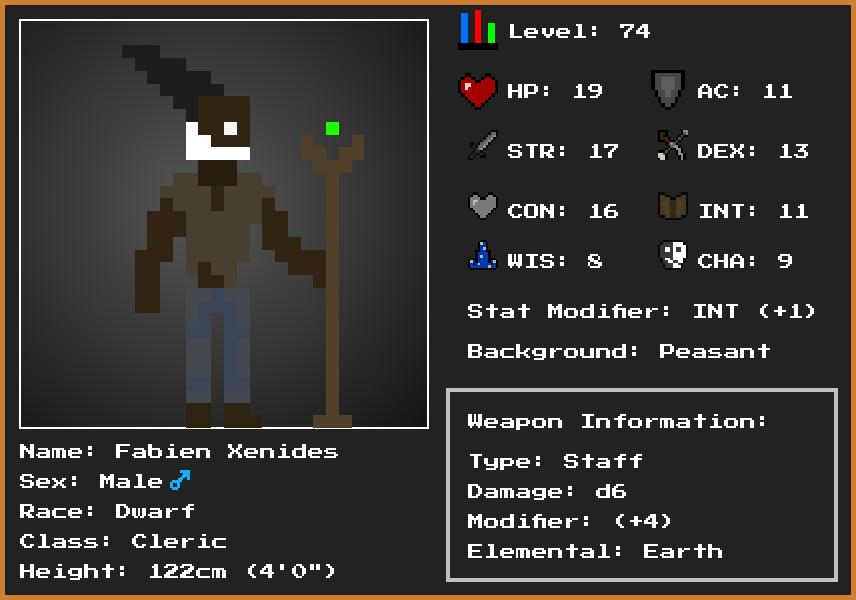 Level: 74
HP: 19
AC: 11
STR: 17
DEX: 13
CON: 16
INT: 11
WIS: 8
CHA: 9
Stat Modifier: INT (+1)
Background: Peasant
Name: Fabien Xenides
Sex: Male♂
Race: Dwarf
Class: Cleric
Height: 122cm (4'0")
Weapon Information:
Type: Staff
Damage: d6
Modifier: (+4)
Elemental: Earth